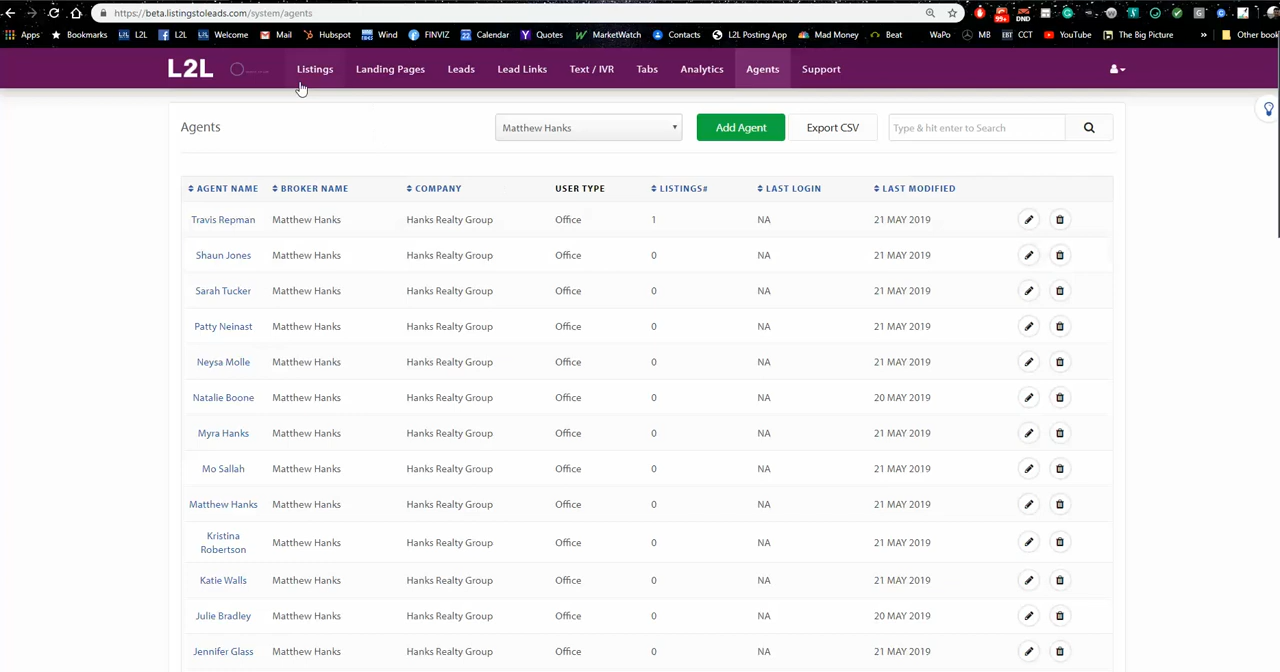 https://beta.listingstoleads.com/system/agents
Apps Bookmarks L2L L2L Welcome Mail Hubspot Wind FINVIZ 22 Calendar Quotes MarketWatch Contacts L2L Posting App Mad Money Beat WaPo MB EBT CCT YouTube The Big Picture » Other book
99+ DND
L2L Listings Landing Pages Leads Lead Links Text / IVR Tabs Analytics Agents Support
Agents Matthew Hanks Add Agent Export CSV Type & hit enter to Search
AGENT NAME BROKER NAME COMPANY USER TYPE LISTINGS# LAST LOGIN LAST MODIFIED
Travis Repman Matthew Hanks Hanks Realty Group Office 1 NA 21 MAY 2019
Shaun Jones Matthew Hanks Hanks Realty Group Office 0 NA 21 MAY 2019
Sarah Tucker Matthew Hanks Hanks Realty Group Office 0 NA 21 MAY 2019
Patty Neinast Matthew Hanks Hanks Realty Group Office 0 NA 21 MAY 2019
Neysa Molle Matthew Hanks Hanks Realty Group Office 0 NA 21 MAY 2019
Natalie Boone Matthew Hanks Hanks Realty Group Office 0 NA 20 MAY 2019
Myra Hanks Matthew Hanks Hanks Realty Group Office 0 NA 21 MAY 2019
Mo Sallah Matthew Hanks Hanks Realty Group Office 0 NA 21 MAY 2019
Matthew Hanks Matthew Hanks Hanks Realty Group Office 0 NA 21 MAY 2019
Kristina
Robertson Matthew Hanks Hanks Realty Group Office 0 NA 21 MAY 2019
Katie Walls Matthew Hanks Hanks Realty Group Office 0 NA 21 MAY 2019
Julie Bradley Matthew Hanks Hanks Realty Group Office 0 NA 20 MAY 2019
Jennifer Glass Matthew Hanks Hanks Realty Group Office 0 NA 21 MAY 2019